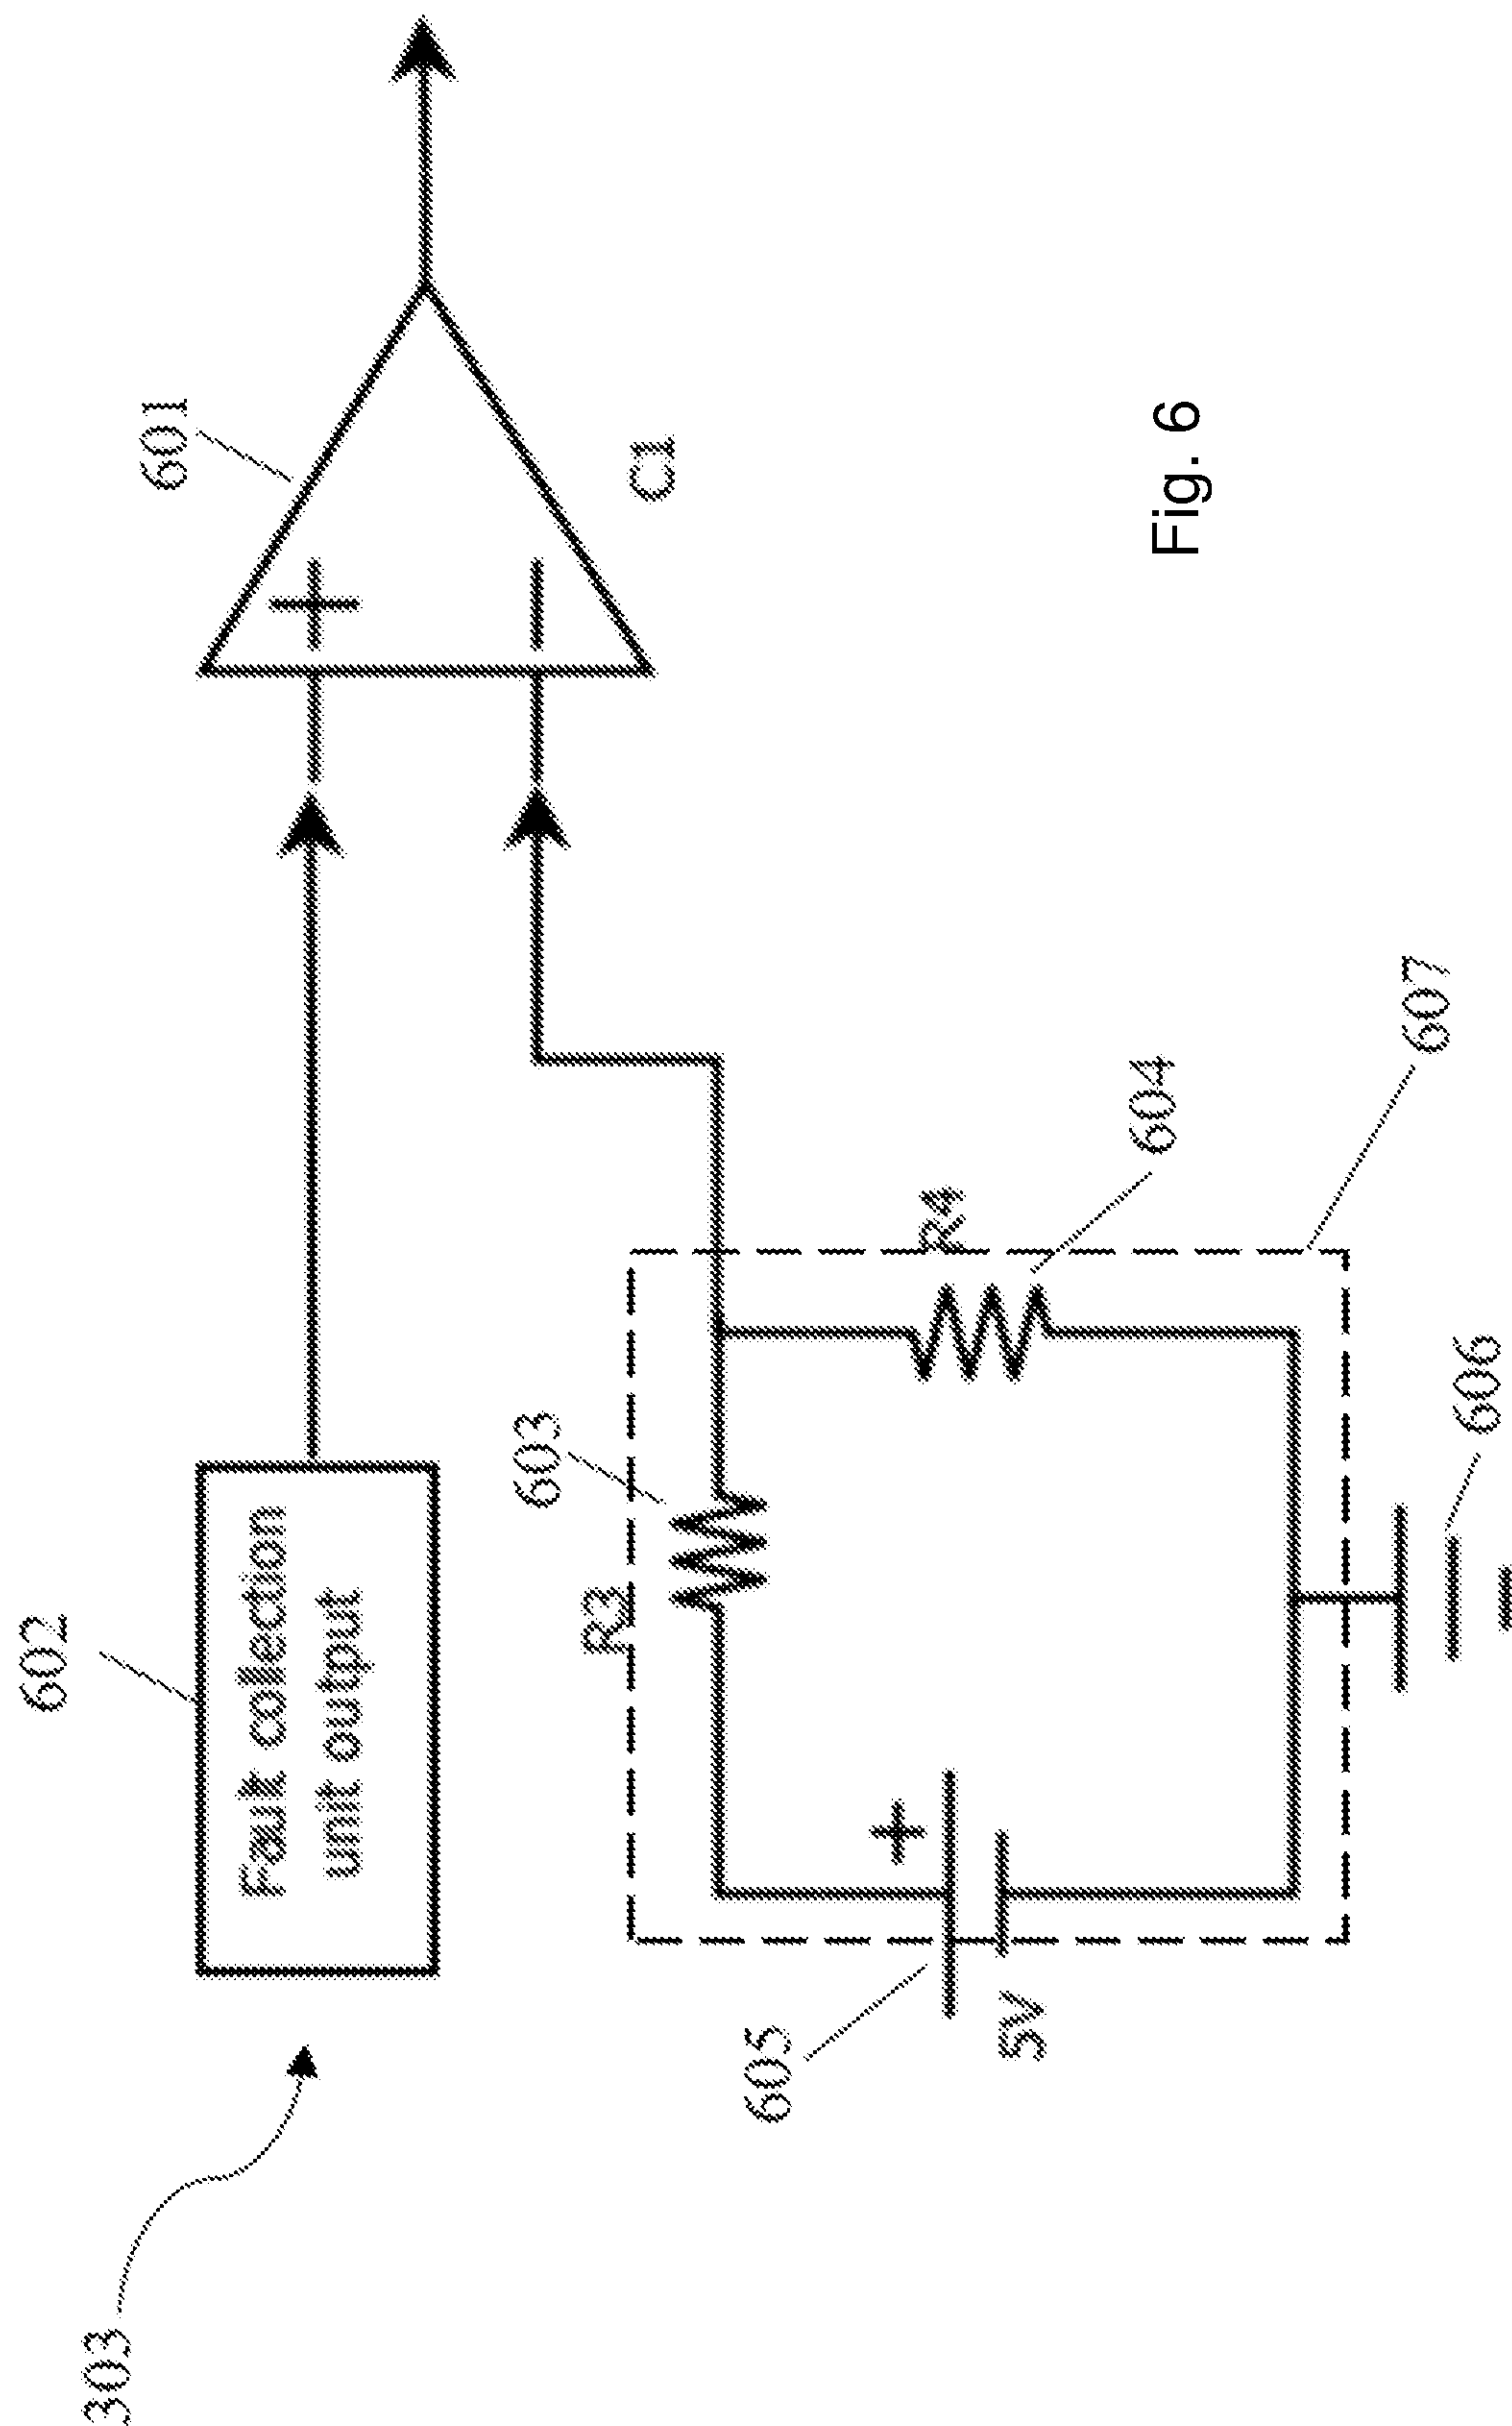 303
602
Fault collection
unit output
601
+
−
C1
603
R3
R4
604
607
605
+
5V
606
Fig. 6